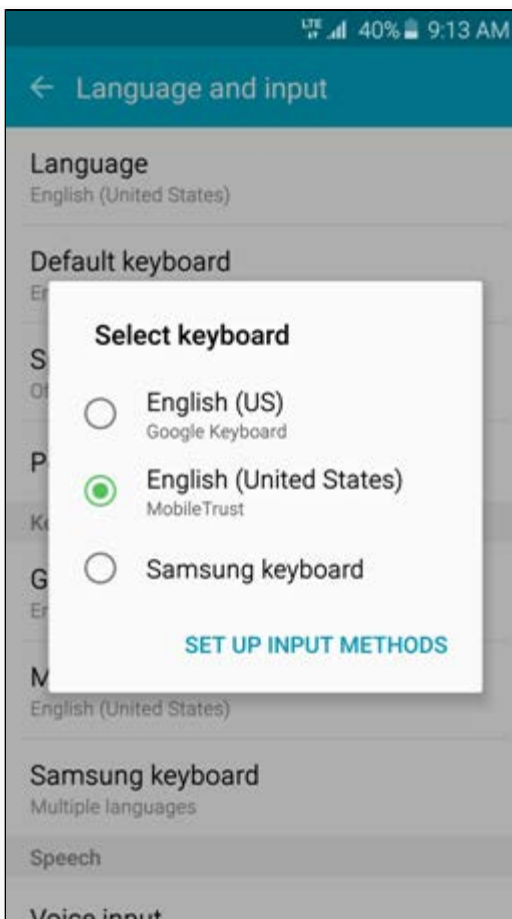 LTE 40% 9:13 AM
Language and input
Language
English (United States)
Default keyboard
Select keyboard
English (US)
Google Keyboard
English (United States)
MobileTrust
Samsung keyboard
SET UP INPUT METHODS
English (United States)
Samsung keyboard
Multiple languages
Speech
Voice input